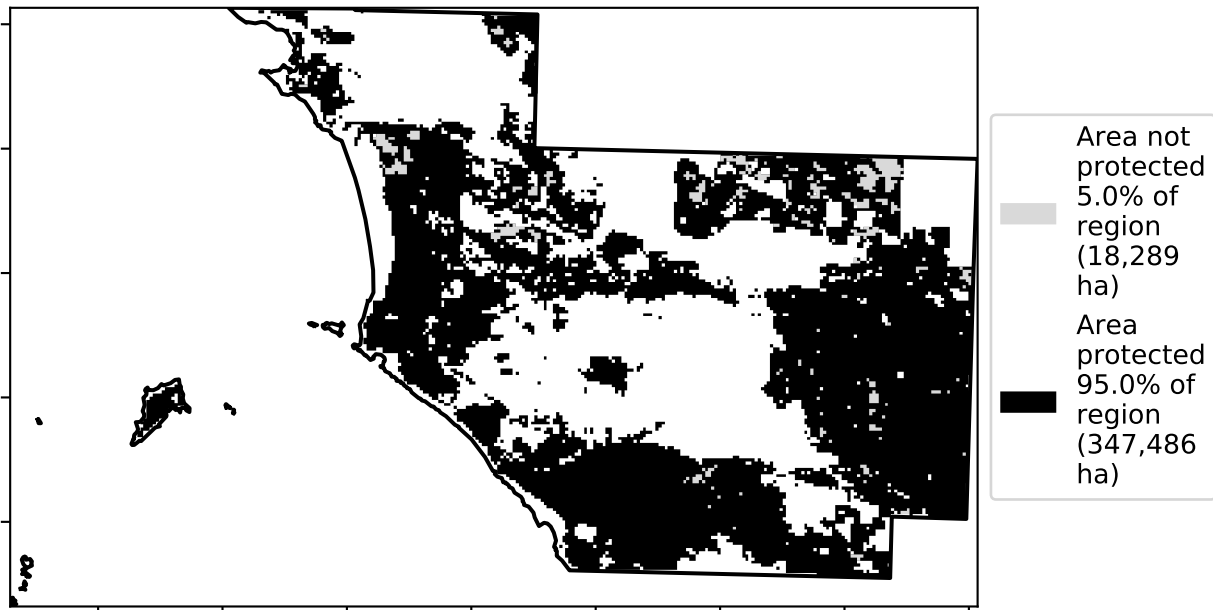 Area not
protected
5.0% of
region
(18,289
ha)
Area
protected
95.0% of
region
(347,486
ha)